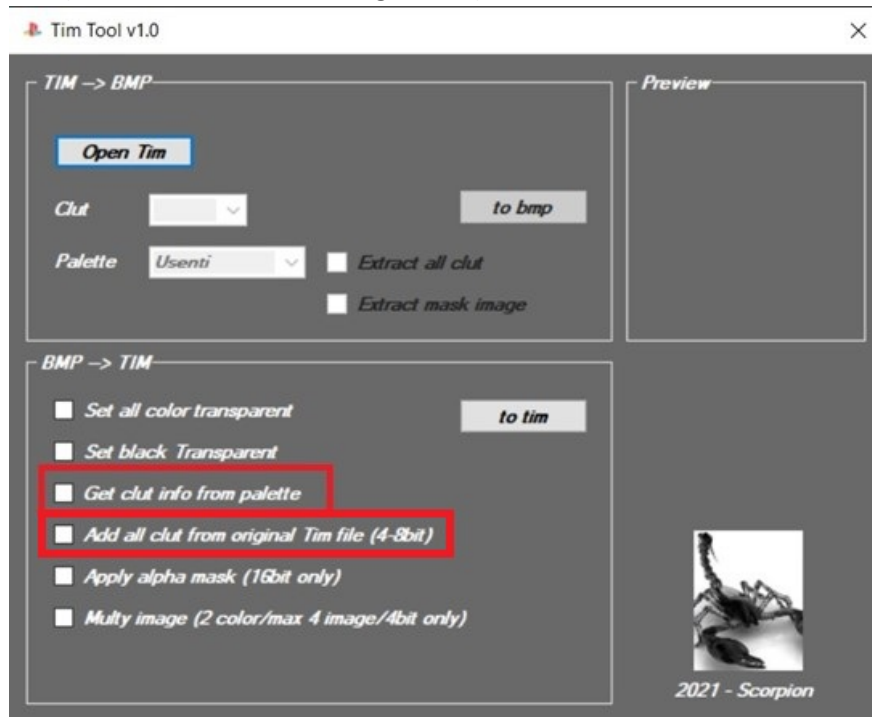 Tim Tool v1.0
TIM --> BMP
Preview
Open Tim
Clut
to bmp
Palette
Usenti
Extract all clut
Extract mask image
BMP --> TIM
Set all color transparent
to tim
Set black Transparent
Get clut info from palette
Add all clut from original Tim file (4-8bit)
Apply alpha mask (16bit only)
Multy image (2 color/max 4 image/4bit only)
2021 - Scorpion